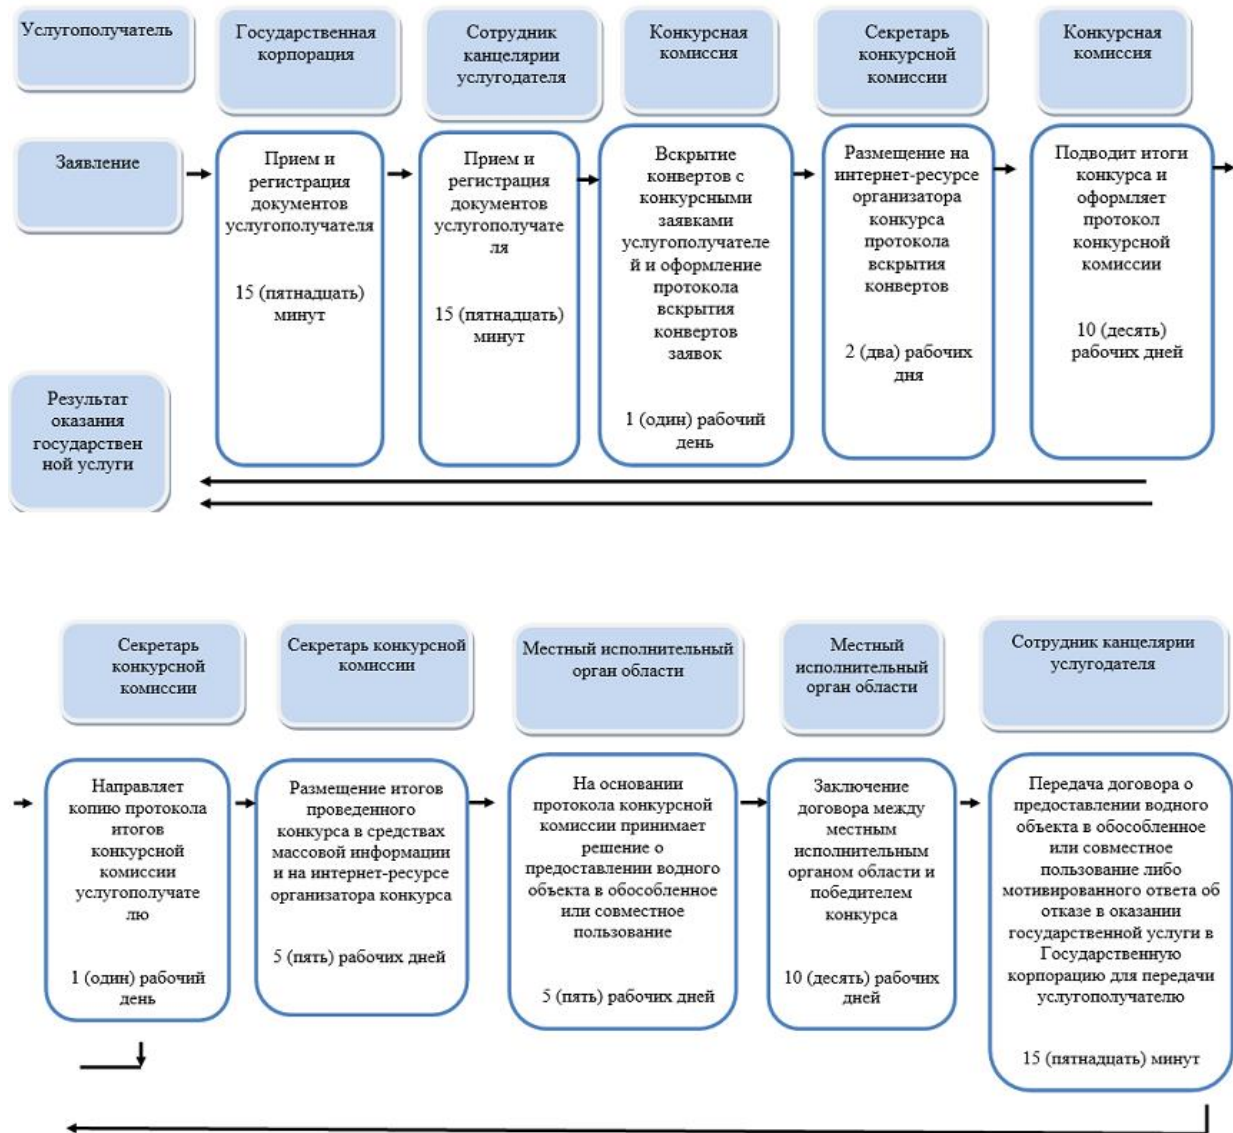 Услугополучатель
Государственная
корпорация
Сотрудник
канцелярии
услугодателя
Конкурсная
комиссия
Секретарь
конкурсной
комиссии
Конкурсная
комиссия
Заявление
Прием и
регистрация
документов
услугополучателя
15 (пятнадцать)
минут
Прием и
регистрация
документов
услугополучате
ля
15 (пятнадцать)
минут
Вскрытие
конвертов с
конкурсными
заявками
услугополучателе
й и оформление
протокола
вскрытия
конвертов
заявок
1 (один) рабочий
день
Размещение на
интернет-ресурсе
организатора
конкурса
протокола
вскрытия
конвертов
2 (два) рабочих
дня
Подводит итоги
конкурса и
оформляет
протокол
конкурсной
комиссии
10 (десять)
рабочих дней
Результат
оказания
государствен
ной услуги
Секретарь
конкурсной
комиссии
Секретарь конкурсной
комиссии
Местный исполнительный
орган области
Местный
исполнительный
орган области
Сотрудник канцелярии
услугодателя
Направляет
копию протокола
итогов
конкурсной
комиссии
услугополучате
лю
1 (один) рабочий
день
Размещение итогов
проведенного
конкурса в средствах
массовой информации
и на интернет-ресурсе
организатора конкурса
5 (пять) рабочих дней
На основании
протокола конкурсной
комиссии принимает
решение о
предоставлении водного
объекта в обособленное
или совместное
пользование
5 (пять) рабочих дней
Заключение
договора между
местным
исполнительным
органом области и
победителем
конкурса
10 (десять) рабочих
дней
Передача договора о
предоставлении водного
объекта в обособленное
или совместное
пользование либо
мотивированного ответа об
отказе в оказании
государственной услуги в
Государственную
корпорацию для передачи
услугополучателю
15 (пятнадцать) минут